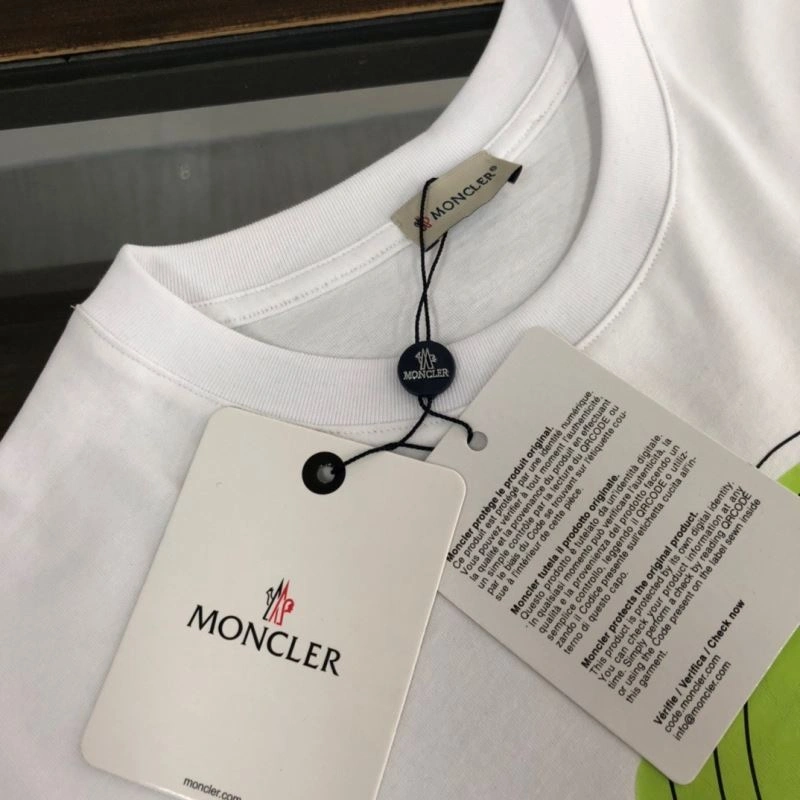 MONCLER®
MONCLER
MONCLER
moncler.com
Moncler protège le produit original.
Ce produit est protégé par une identité numérique.
Vous pouvez vérifier à tout moment l'authenticité,
la qualité et la provenance du produit en effectuant
un simple contrôle par la lecture du QRCODE ou
par le biais du Code se trouvant sur l'étiquette cou-
sue à l'intérieur de cette pièce.
Moncler tutela il prodotto originale.
Questo prodotto è tutelato da un'identità digitale.
In qualsiasi momento può verificare l'autenticità, la
qualità e la provenienza del prodotto facendo un
semplice controllo, leggendo il QRCODE o utiliz-
zando il Codice presente sull'etichetta cucita all'in-
terno di questo capo.
Moncler protects the original product.
This product is protected by its own digital identity.
You can check your product information at any
time. Simply perform a check by reading QRCODE
or using the Code present on the label sewn inside
this garment.
Vérifie / Verifica / Check now
code.moncler.com
info@moncler.com